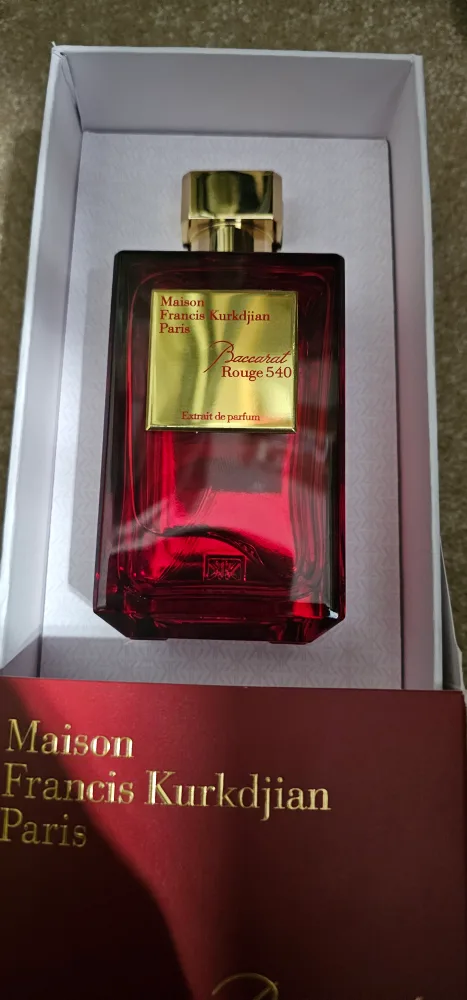 Maison
Francis Kurkdjian
Paris
Baccarat
Rouge 540
Extrait de parfum
Maison
Francis Kurkdjian
Paris